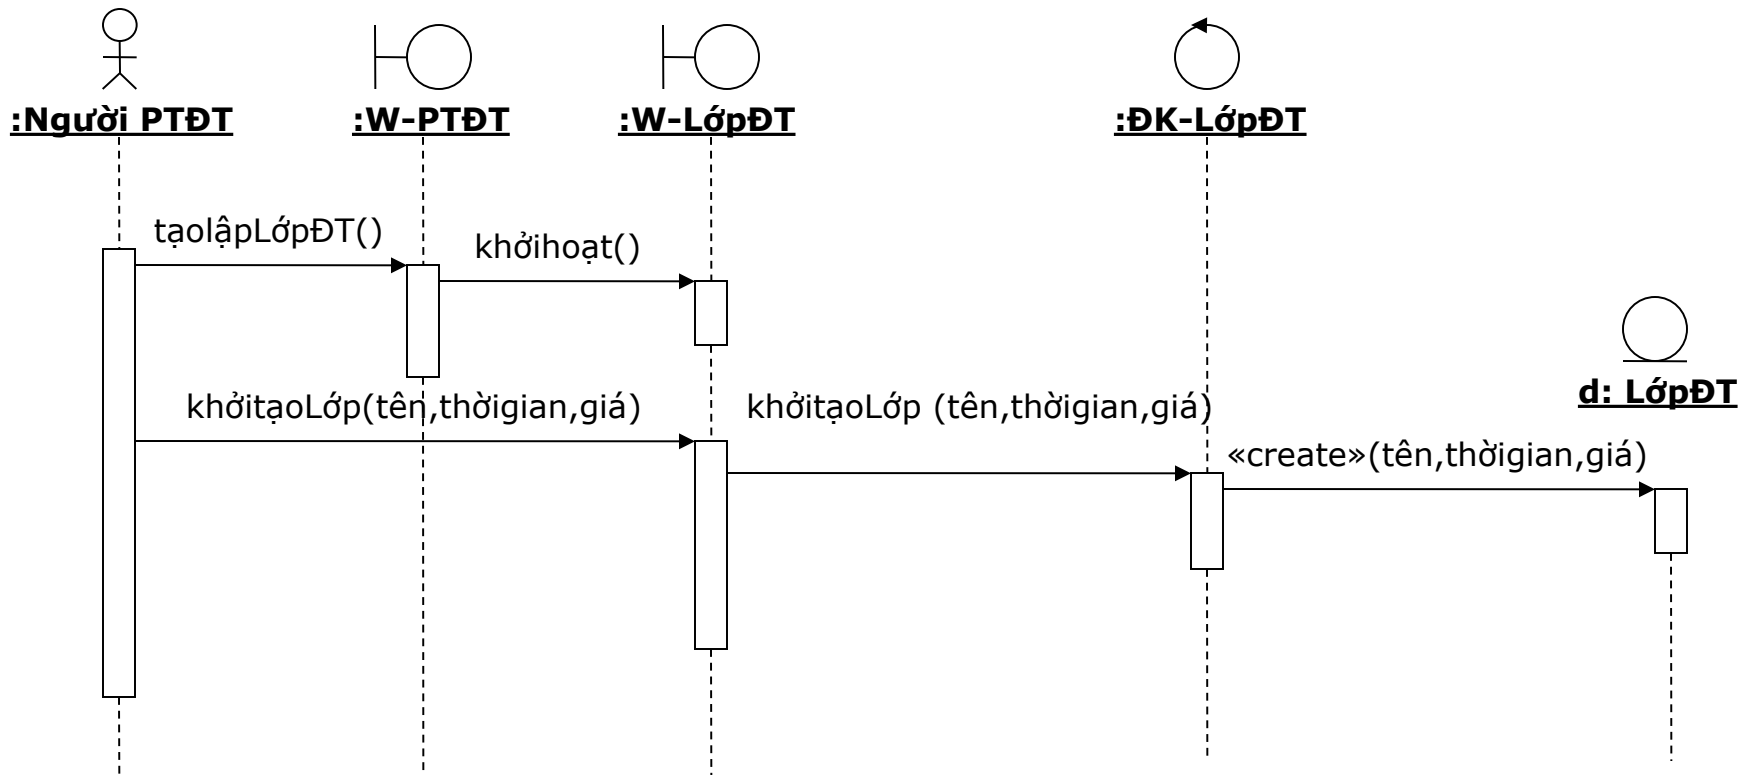 :Người PTĐT
:W-PTĐT
:W-LớpĐT
:ĐK-LớpĐT
tạolậpLớpĐT()
khởihoạt()
d: LớpĐT
khởitạoLớp(tên,thờigian,giá)
khởitạoLớp (tên,thờigian,giá)
«create»(tên,thờigian,giá)